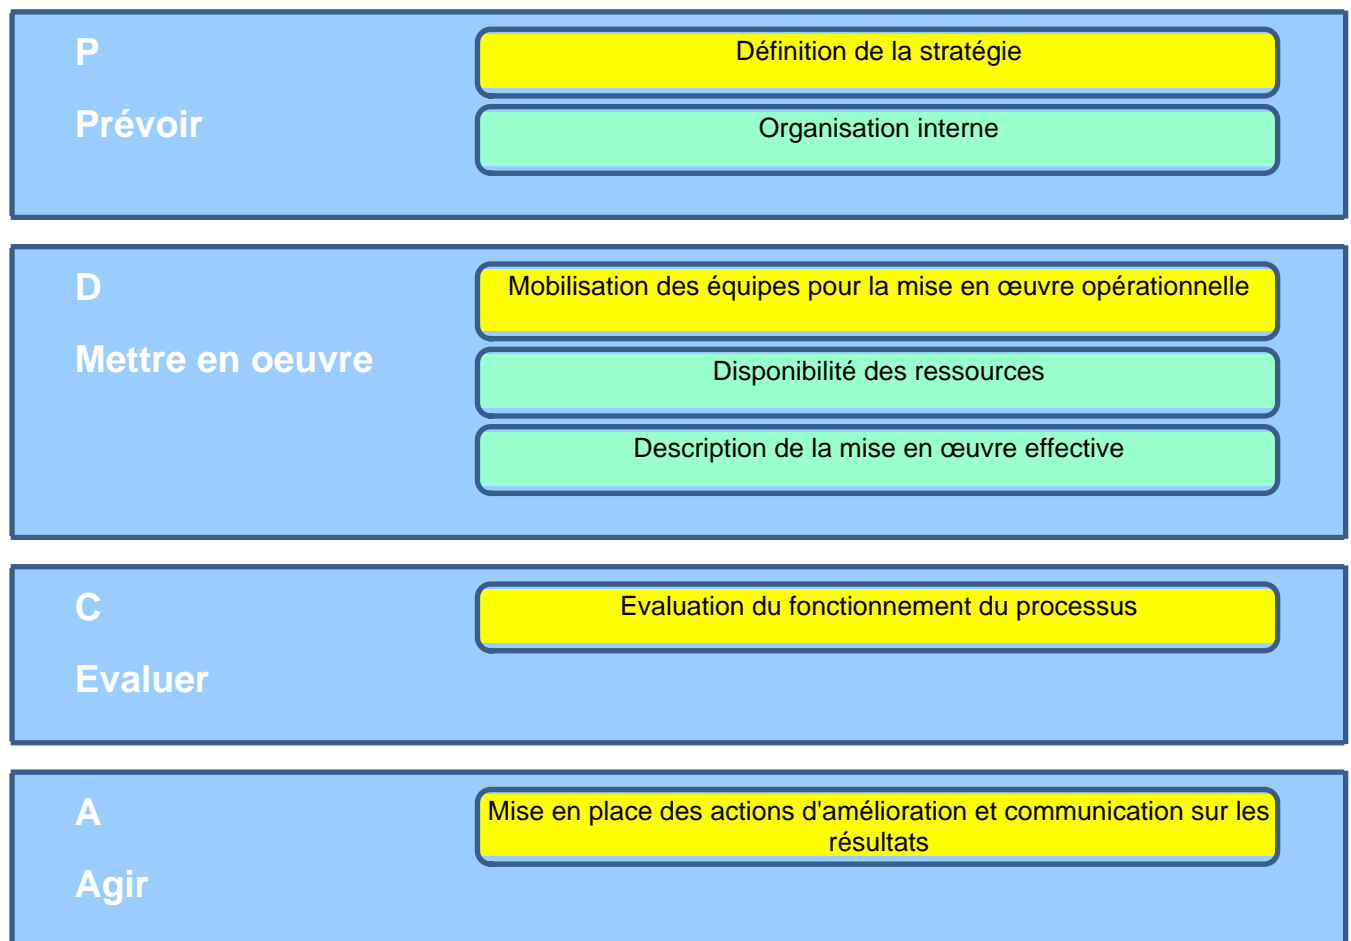 P
Prévoir
Définition de la stratégie
Organisation interne
D
Mettre en oeuvre
Mobilisation des équipes pour la mise en œuvre opérationnelle
Disponibilité des ressources
Description de la mise en œuvre effective
C
Evaluer
Evaluation du fonctionnement du processus
A
Agir
Mise en place des actions d'amélioration et communication sur les
résultats